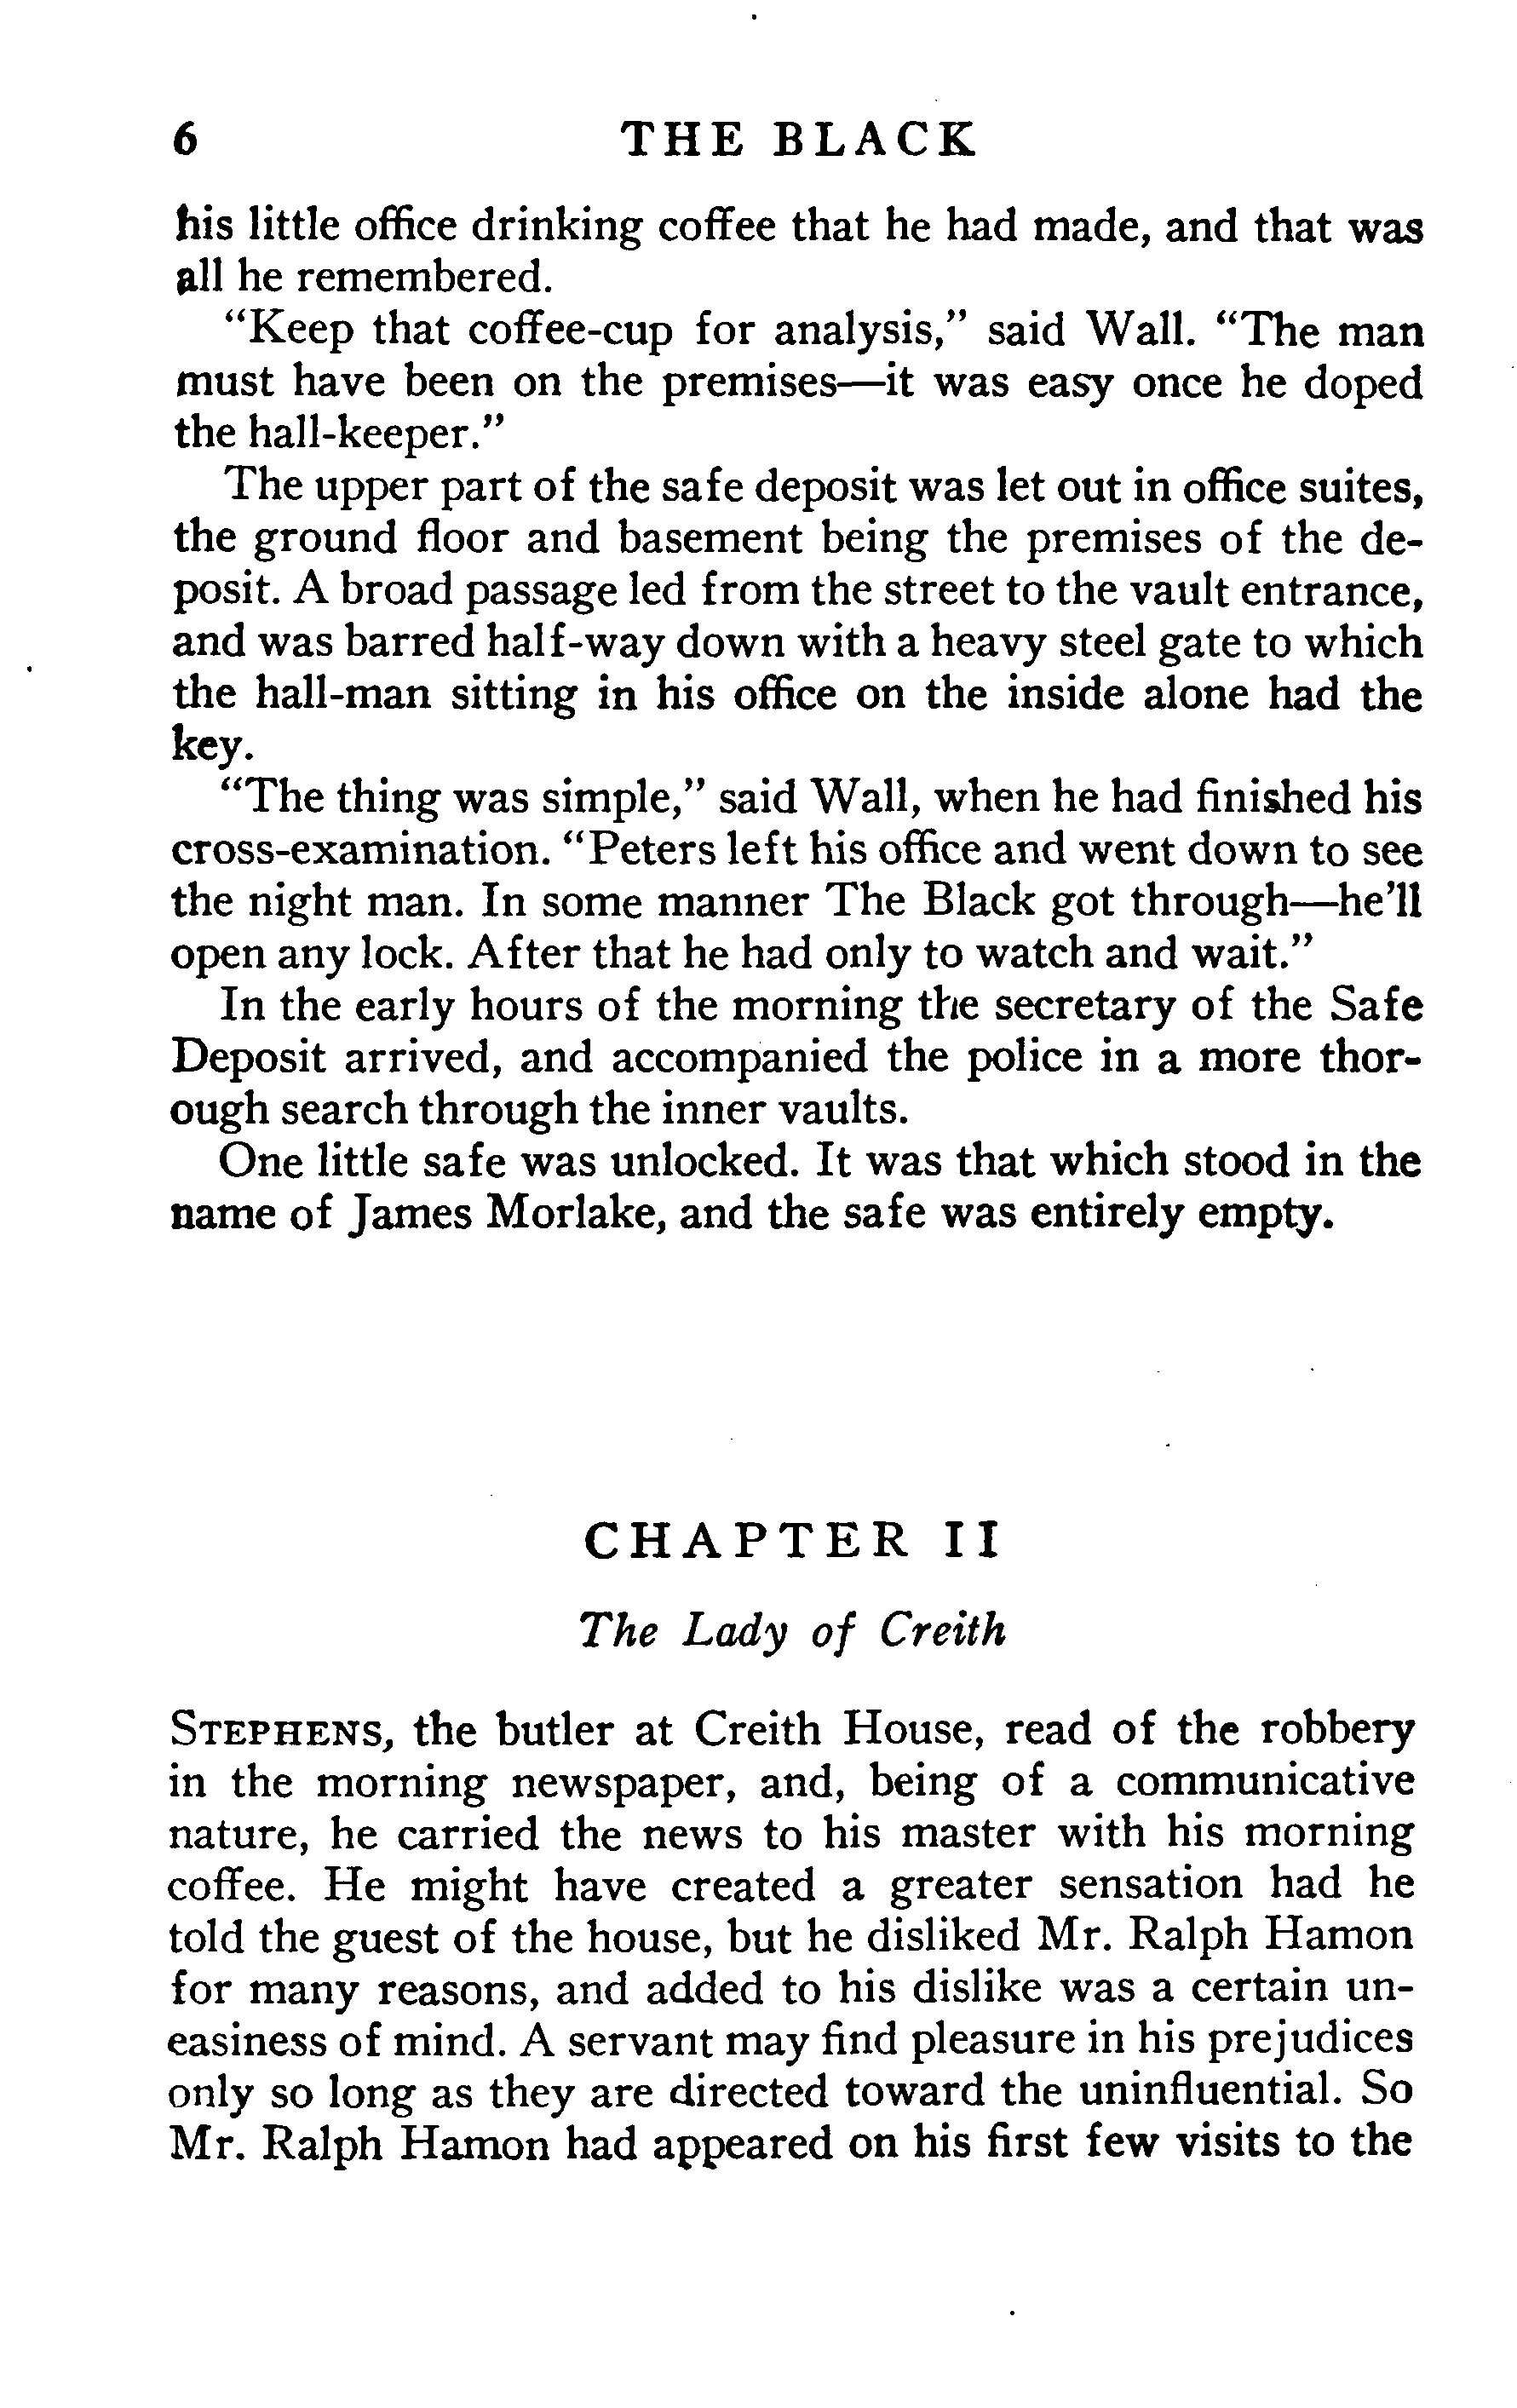 6 THE BLACK
his little office drinking coffee that he had made, and that was
all he remembered.
“Keep that coffee-cup for analysis,” said Wall. “The man
must have been on the premises—it was easy once he doped
the hall-keeper.”
The upper part of the safe deposit was let out in office suites,
the ground floor and basement being the premises of the de-
posit. A broad passage led from the street to the vault entrance,
and was barred half-way down with a heavy steel gate to which
the hall-man sitting in his office on the inside alone had the
key.
“The thing was simple,” said Wall, when he had finished his
cross-examination. “Peters left his office and went down to see
the night man. In some manner The Black got through—he’ll
open any lock. After that he had only to watch and wait.”
In the early hours of the morning the secretary of the Safe
Deposit arrived, and accompanied the police in a more thor-
ough search through the inner vaults.
One little safe was unlocked. It was that which stood in the
name of James Morlake, and the safe was entirely empty.
CHAPTER II
The Lady of Creith
STEPHENS, the butler at Creith House, read of the robbery
in the morning newspaper, and, being of a communicative
nature, he carried the news to his master with his morning
coffee. He might have created a greater sensation had he
told the guest of the house, but he disliked Mr. Ralph Hamon
for many reasons, and added to his dislike was a certain un-
easiness of mind. A servant may find pleasure in his prejudices
only so long as they are directed toward the uninfluential. So
Mr. Ralph Hamon had appeared on his first few visits to the